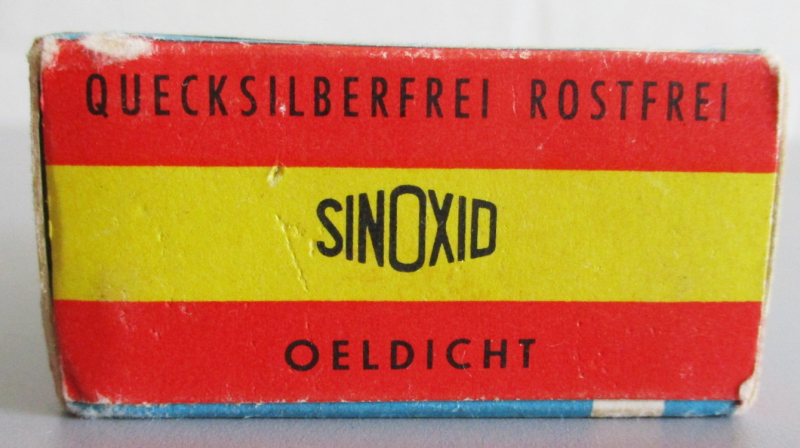 QUECKSILBERFREI ROSTFREI
SINOXID
OELDICHT